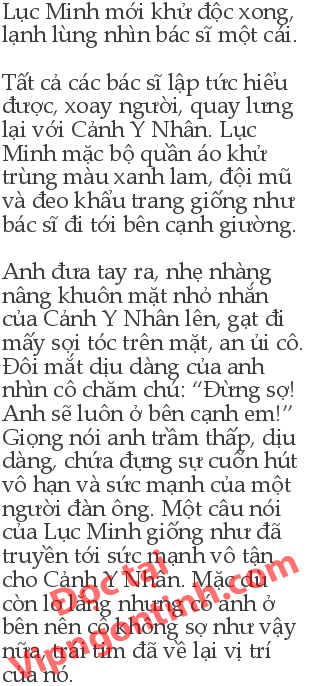 Lục Minh mới khử độc xong,
lạnh lùng nhìn bác sĩ một cái.
Tất cả các bác sĩ lập tức hiểu
được, xoay người, quay lưng
lại với Cảnh Y Nhân. Lục
Minh mặc bộ quần áo khử
trùng màu xanh lam, đội mũ
và đeo khẩu trang giống như
bác sĩ đi tới bên cạnh giường.
Anh đưa tay ra, nhẹ nhàng
nâng khuôn mặt nhỏ nhắn
của Cảnh Y Nhân lên, gạt đi
mấy sợi tóc trên mặt, an ủi cô.
Đôi mắt dịu dàng của anh
nhìn cô chăm chú: “Đừng sợ!
Anh sẽ luôn ở bên cạnh em!”
Giọng nói anh trầm thấp, dịu
dàng, chứa đựng sự cuốn hút
vô hạn và sức mạnh của một
người đàn ông. Một câu nói
của Lục Minh giống như đã
truyền tới sức mạnh vô tận
cho Cảnh Y Nhân. Mặc dù
còn lo lắng nhưng có anh ở
bên nên cô không sợ như vậy
nữa, trái tim đã về lại vị trí
của nó.
Đọc tại
Vipngontinh.com